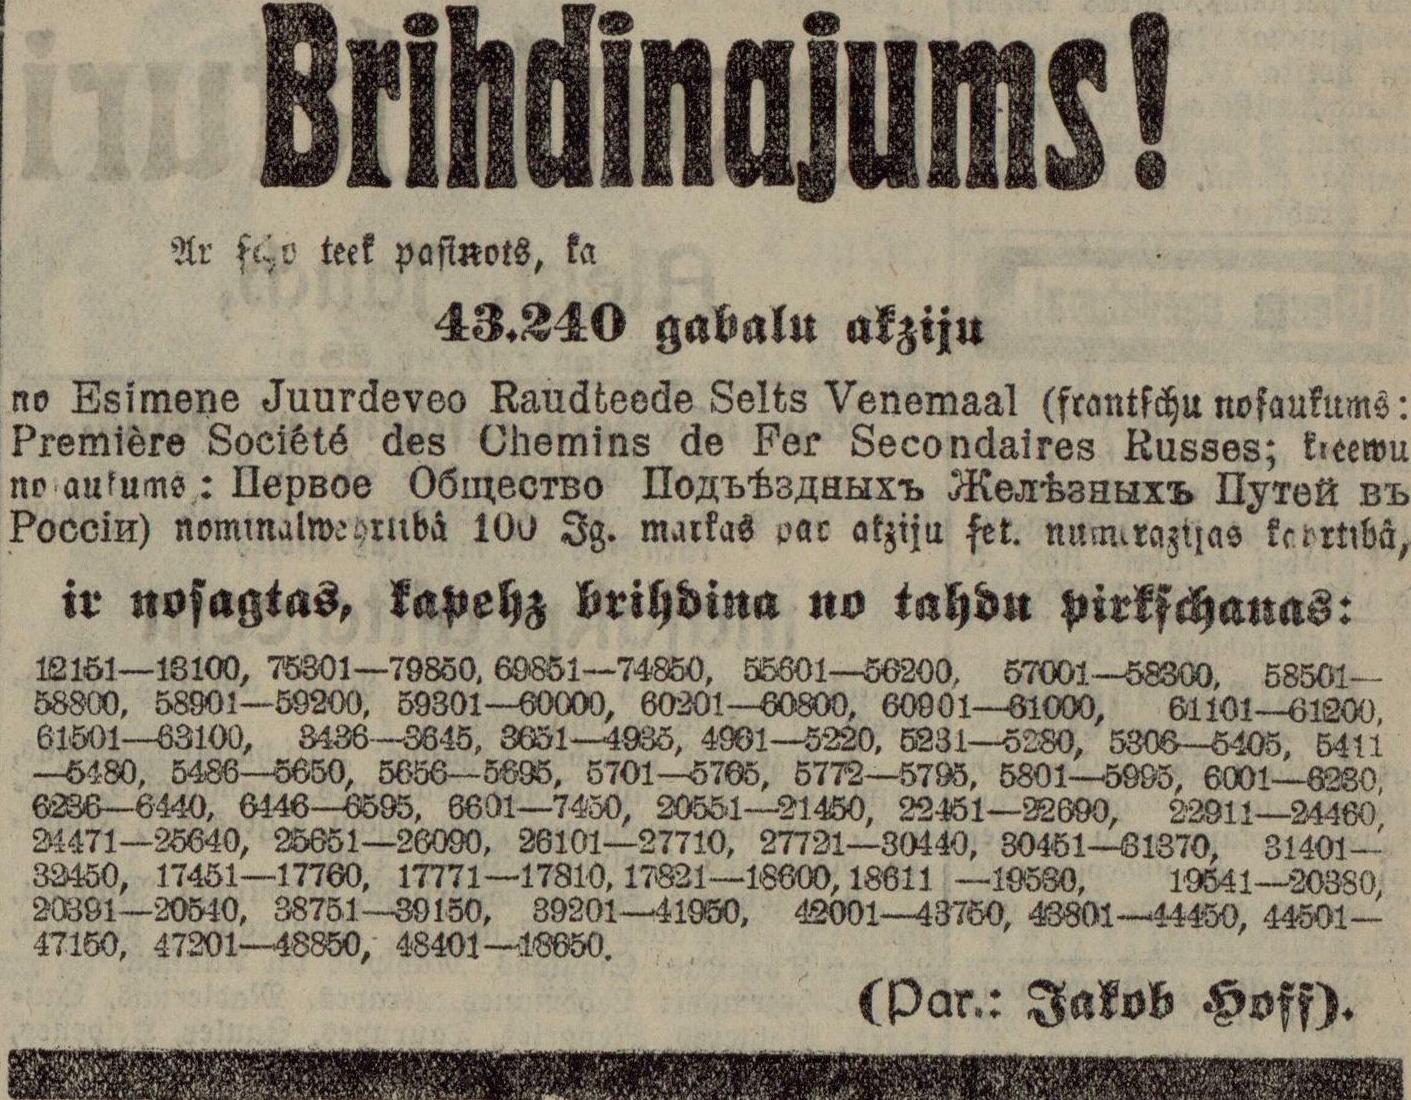 Brihdinajums!
Ar ſcho teek paſinots, ka
43.240 gabalu akziju
no Esimene Juurdeveo Raudteede Selts Venemaal (frantſchu noſaukums:
Première Société des Chemins de Fer Secondaires Russes; kreewu
noſaukums: Первое Общество Подъѣздныхъ Желѣзныхъ Путей въ
Россіи) nominalwehrtibâ 100 Ig. markas par akziju ſek. numerazijas kahrtibâ,
ir noſagtas, kapehz brihdina no tahdu pirkſchanas:
12151—13100, 75301—79850, 69851—74850, 55601—56200, 57001—58300, 58501—
58800, 58901—59200, 59301—60000, 60201—60800, 60901—61000, 61101—61200,
61501—63100, 3436—3645, 3651—4935, 4961—5220, 5231—5280, 5306—5405, 5411
—5480, 5486—5650, 5656—5695, 5701—5765, 5772—5795, 5801—5995, 6001—6230,
6236—6440, 6446—6595, 6601—7450, 20551—21450, 22451—22690, 22911—24460,
24471—25640, 25651—26090, 26101—27710, 27721—30440, 30451—31370, 31401—
32450, 17451—17760, 17771—17810, 17821—18600, 18611 —19530, 19541—20380,
20391—20540, 38751—39150, 39201—41950, 42001—43750, 43801—44450, 44501—
47150, 47201—48350, 48401—48650.
(Par.: Jakob Hoff).